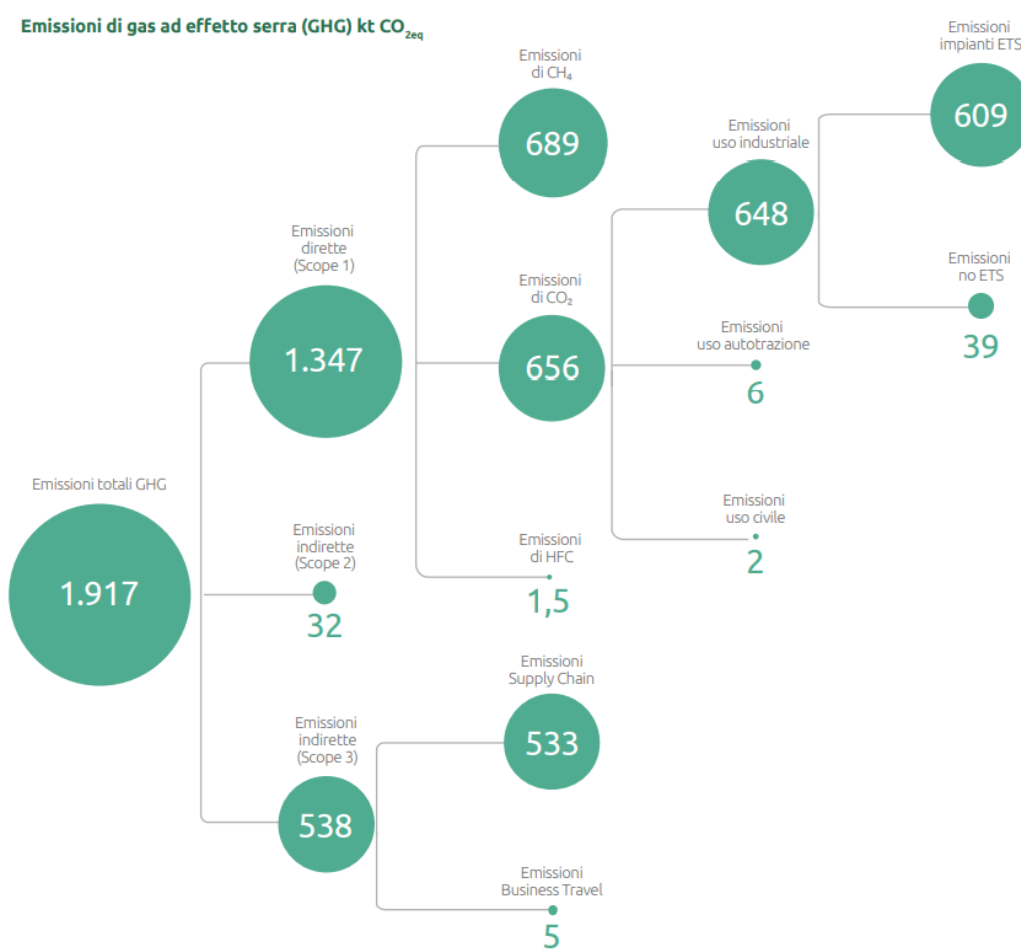 Emissioni di gas ad effetto serra (GHG) kt CO₂eq
Emissioni totali GHG
1.917
Emissioni
dirette
(Scope 1)
1.347
Emissioni
indirette
(Scope 2)
32
Emissioni
indirette
(Scope 3)
538
Emissioni
di CH₄
689
Emissioni
di CO₂
656
Emissioni
di HFC
1,5
Emissioni
Supply Chain
533
Emissioni
Business Travel
5
Emissioni
uso industriale
648
Emissioni
uso autotrazione
6
Emissioni
uso civile
2
Emissioni
impianti ETS
609
Emissioni
no ETS
39